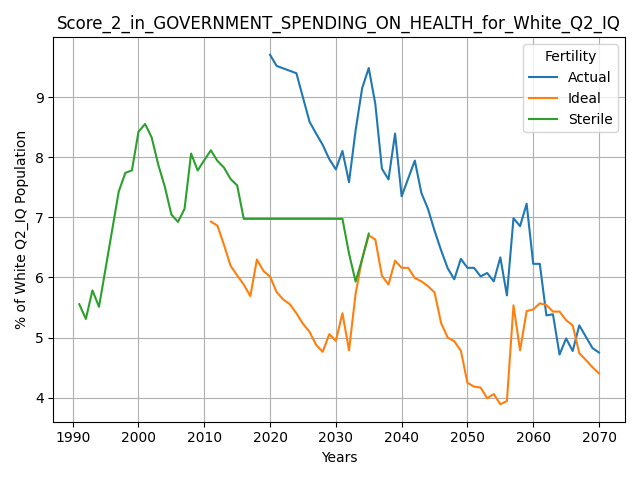 Score_2_in_GOVERNMENT_SPENDING_ON_HEALTH_for_White_Q2_IQ
Fertility
Actual
Ideal
Sterile
% of White Q2_IQ Population
9
8
7
6
5
4
1990 2000 2010 2020 2030 2040 2050 2060 2070
Years